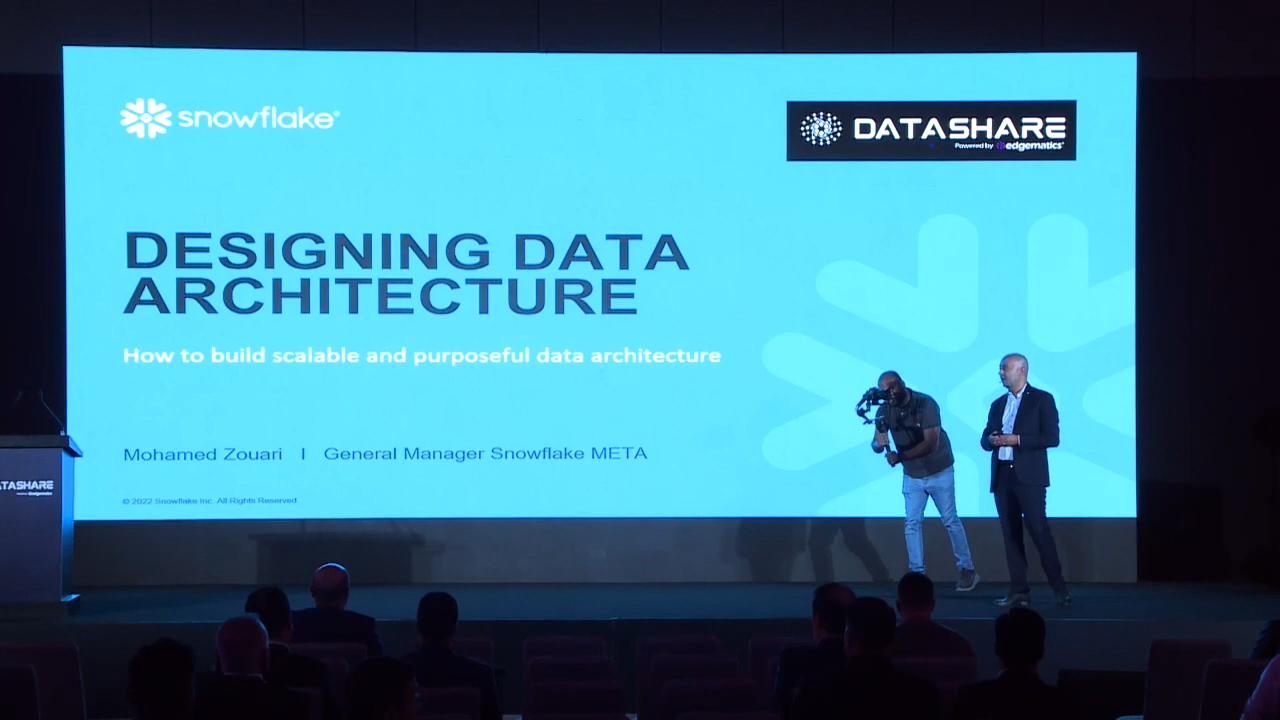 snowflake®
DATASHARE
Powered by edgematics
DESIGNING DATA
ARCHITECTURE
How to build scalable and purposeful data architecture
Mohamed Zouari | General Manager Snowflake META
© 2022 Snowflake Inc. All Rights Reserved
ATASHARE